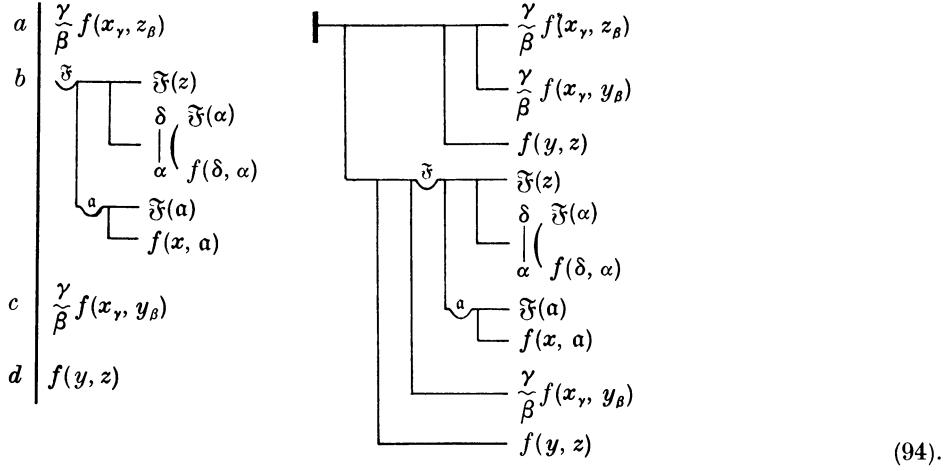 a γ/β f(x_γ, z_β)
b 𝔉 𝔉(z)
δ 𝔉(α)
α f(δ, α)
𝔞 𝔉(𝔞)
f(x, 𝔞)
c γ/β f(x_γ, y_β)
d f(y, z)
γ/β f(x_γ, z_β)
γ/β f(x_γ, y_β)
f(y, z)
𝔉 𝔉(z)
δ 𝔉(α)
α f(δ, α)
𝔞 𝔉(𝔞)
f(x, 𝔞)
γ/β f(x_γ, y_β)
f(y, z)
(94).